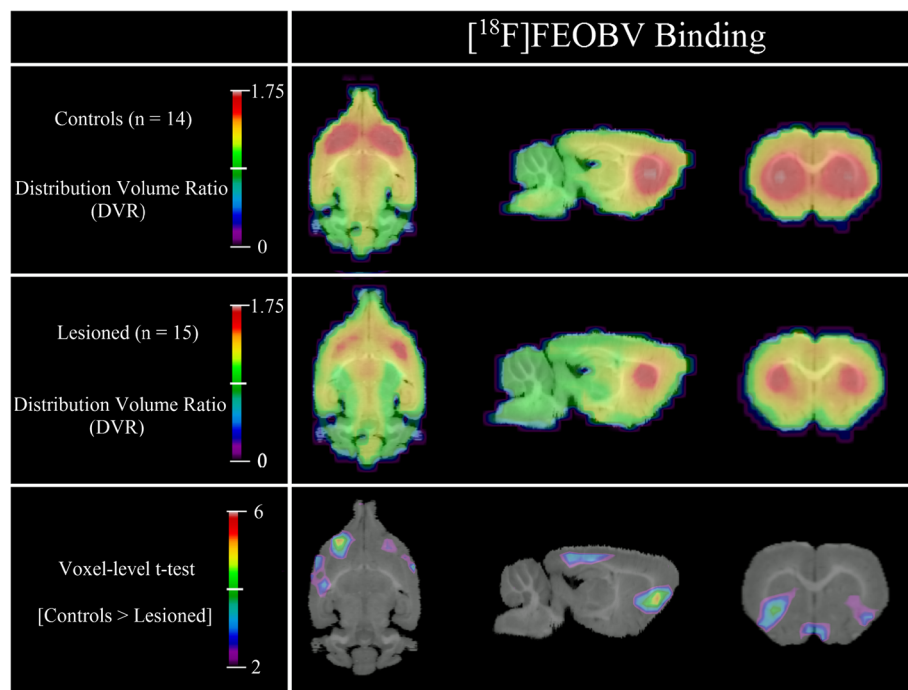 [¹⁸F]FEOBV Binding
1.75
Controls (n = 14)
Distribution Volume Ratio
(DVR)
0
1.75
Lesioned (n = 15)
Distribution Volume Ratio
(DVR)
0
6
Voxel-level t-test
[Controls > Lesioned]
2